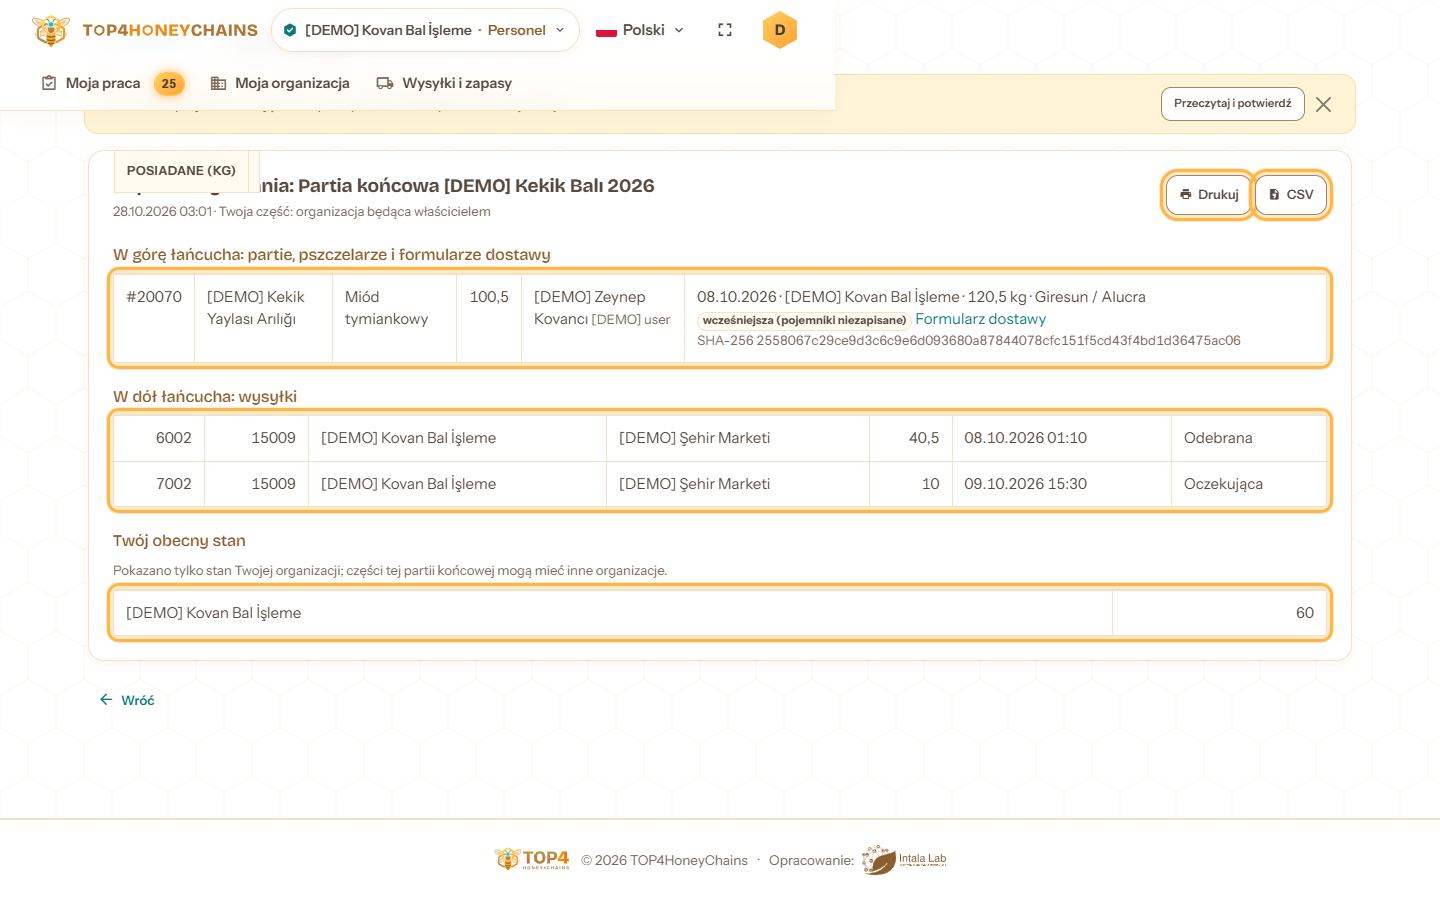 TOP4HONEYCHAINS
[DEMO] Kovan Bal İşleme · Personel
Polski
D
Moja praca 25
Moja organizacja
Wysyłki i zapasy
Przeczytaj i potwierdź
POSIADANE (KG)
Partia końcowa [DEMO] Kekik Balı 2026
Drukuj
CSV
28.10.2026 03:01 · Twoja część: organizacja będąca właścicielem
W górę łańcucha: partie, pszczelarze i formularze dostawy
#20070 [DEMO] Kekik Yaylası Arılığı Miód tymiankowy 100,5 [DEMO] Zeynep Kovancı [DEMO] user 08.10.2026 · [DEMO] Kovan Bal İşleme · 120,5 kg · Giresun / Alucra
wcześniejsza (pojemniki niezapisane) Formularz dostawy
SHA-256 2558067c29ce9d3c6c9e6d093680a87844078cfc151f5cd43f4bd1d36475ac06
W dół łańcucha: wysyłki
6002 15009 [DEMO] Kovan Bal İşleme [DEMO] Şehir Marketi 40,5 08.10.2026 01:10 Odebrana
7002 15009 [DEMO] Kovan Bal İşleme [DEMO] Şehir Marketi 10 09.10.2026 15:30 Oczekująca
Twój obecny stan
Pokazano tylko stan Twojej organizacji; części tej partii końcowej mogą mieć inne organizacje.
[DEMO] Kovan Bal İşleme 60
Wróć
TOP4
HONEYCHAINS
© 2026 TOP4HoneyChains · Opracowanie:
Intala Lab